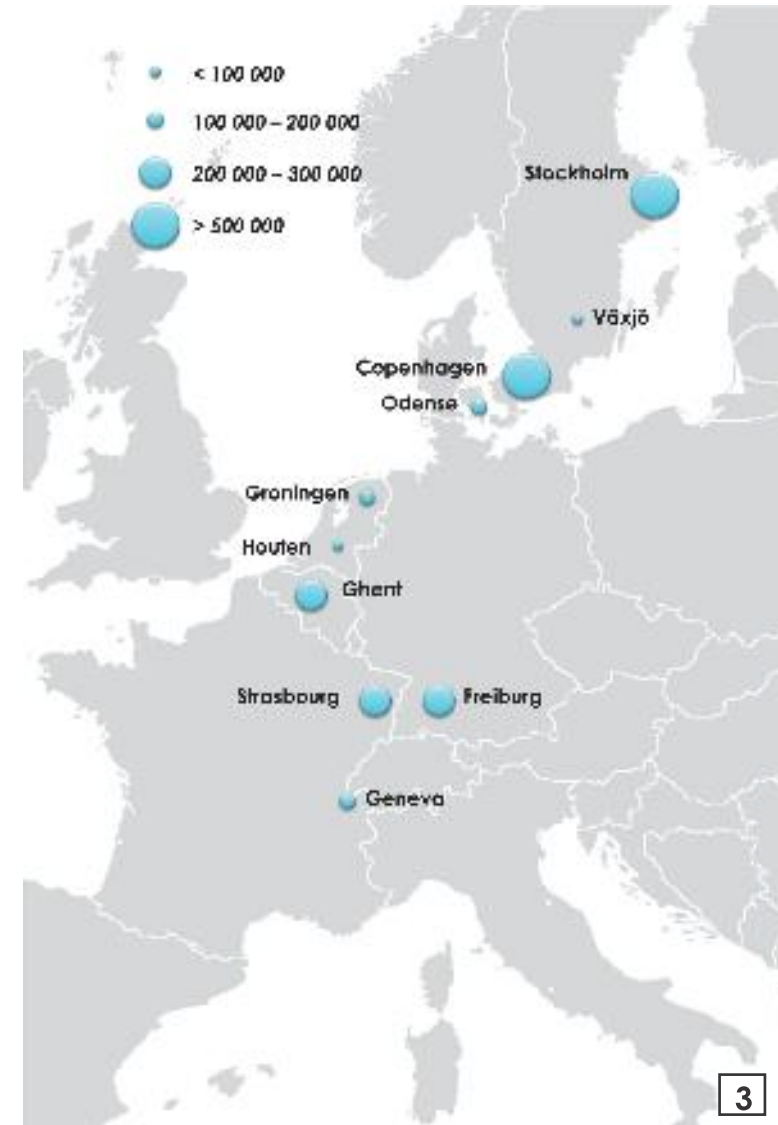 < 100 000
100 000 – 200 000
200 000 – 300 000
> 500 000
Stockholm
Växjö
Copenhagen
Odense
Groningen
Houten
Ghent
Strasbourg
Freiburg
Geneva
3